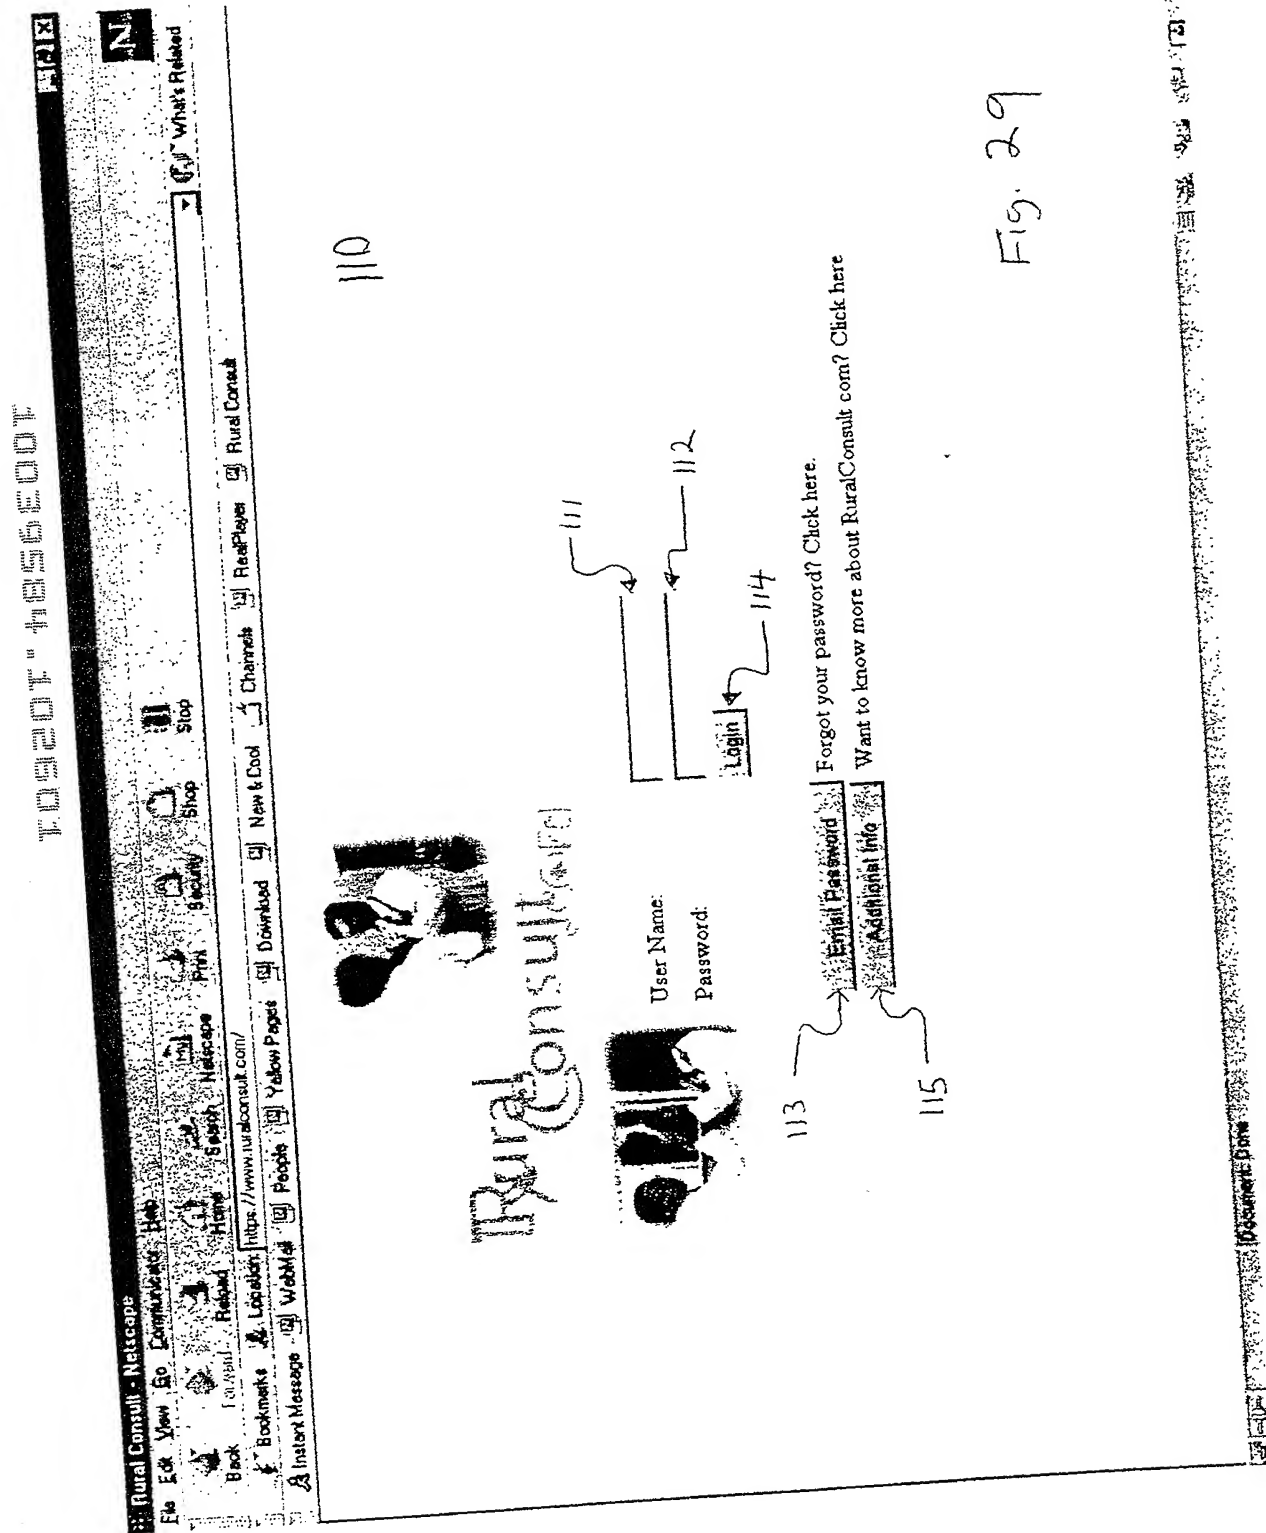 10039584.102601
Rural Consult - Netscape
File Edit View Go Communicator Help
Back Forward Reload Home Search Netscape Print Security Shop Stop
Bookmarks Location: https://www.ruralconsult.com/ What's Related
Instant Message WebMail People Yellow Pages Download New & Cool Channels RealPlayer Rural Consult
110
Rural
Consult
User Name:
111
Password:
112
Login
114
113
Email Password Forgot your password? Click here.
115
Additional Info Want to know more about RuralConsult com? Click here
Fig. 29
Document: Done